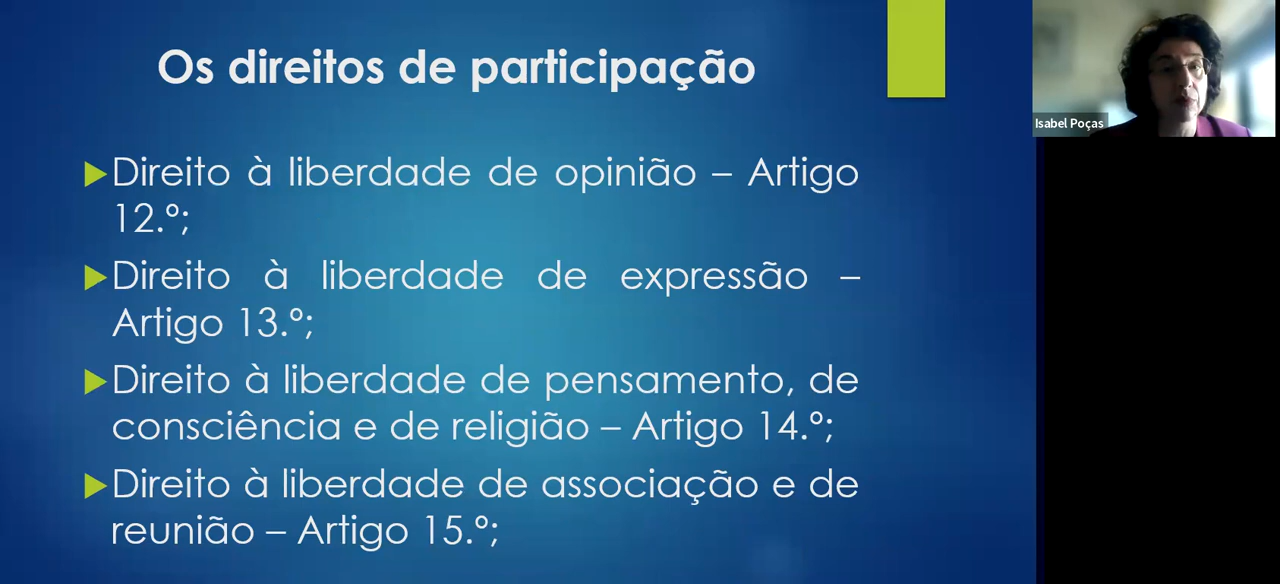 Os direitos de participação
Isabel Poças
Direito à liberdade de opinião – Artigo
12.º;
Direito à liberdade de expressão –
Artigo 13.º;
Direito à liberdade de pensamento, de
consciência e de religião – Artigo 14.º;
Direito à liberdade de associação e de
reunião – Artigo 15.º;